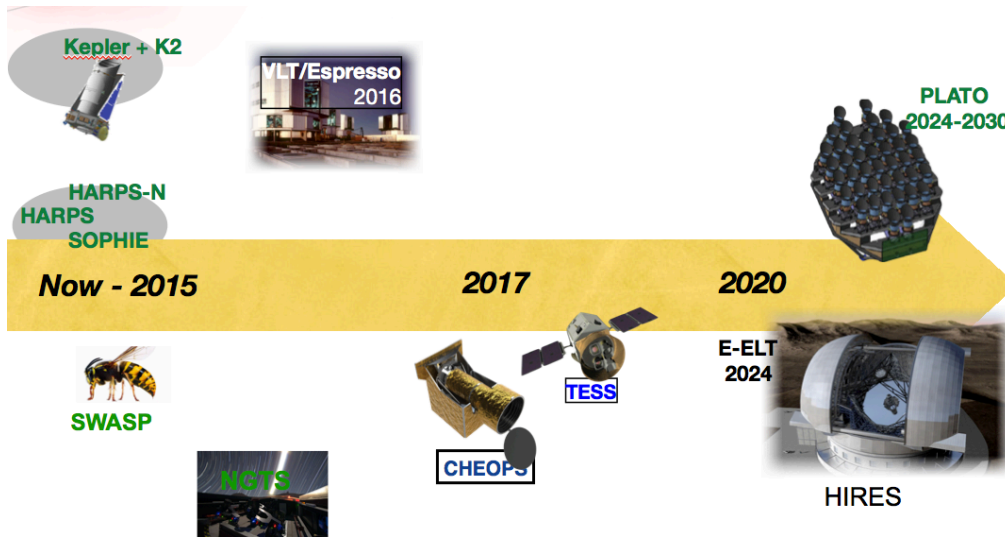 Kepler + K2
VLT/Espresso
2016
PLATO
2024-2030
HARPS-N
HARPS
SOPHIE
Now - 2015
2017
2020
E-ELT
2024
TESS
SWASP
CHEOPS
NGTS
HIRES